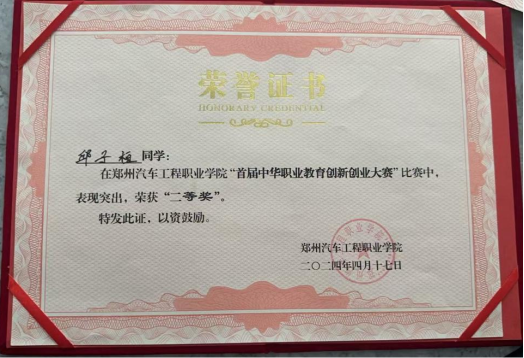 荣誉证书
HONORARY CREDENTIAL
邱子桓 同学：
在郑州汽车工程职业学院“首届中华职业教育创新创业大赛”比赛中，
表现突出，荣获“二等奖”。
特发此证，以资鼓励。
郑州汽车工程职业学院
二〇二四年四月十七日